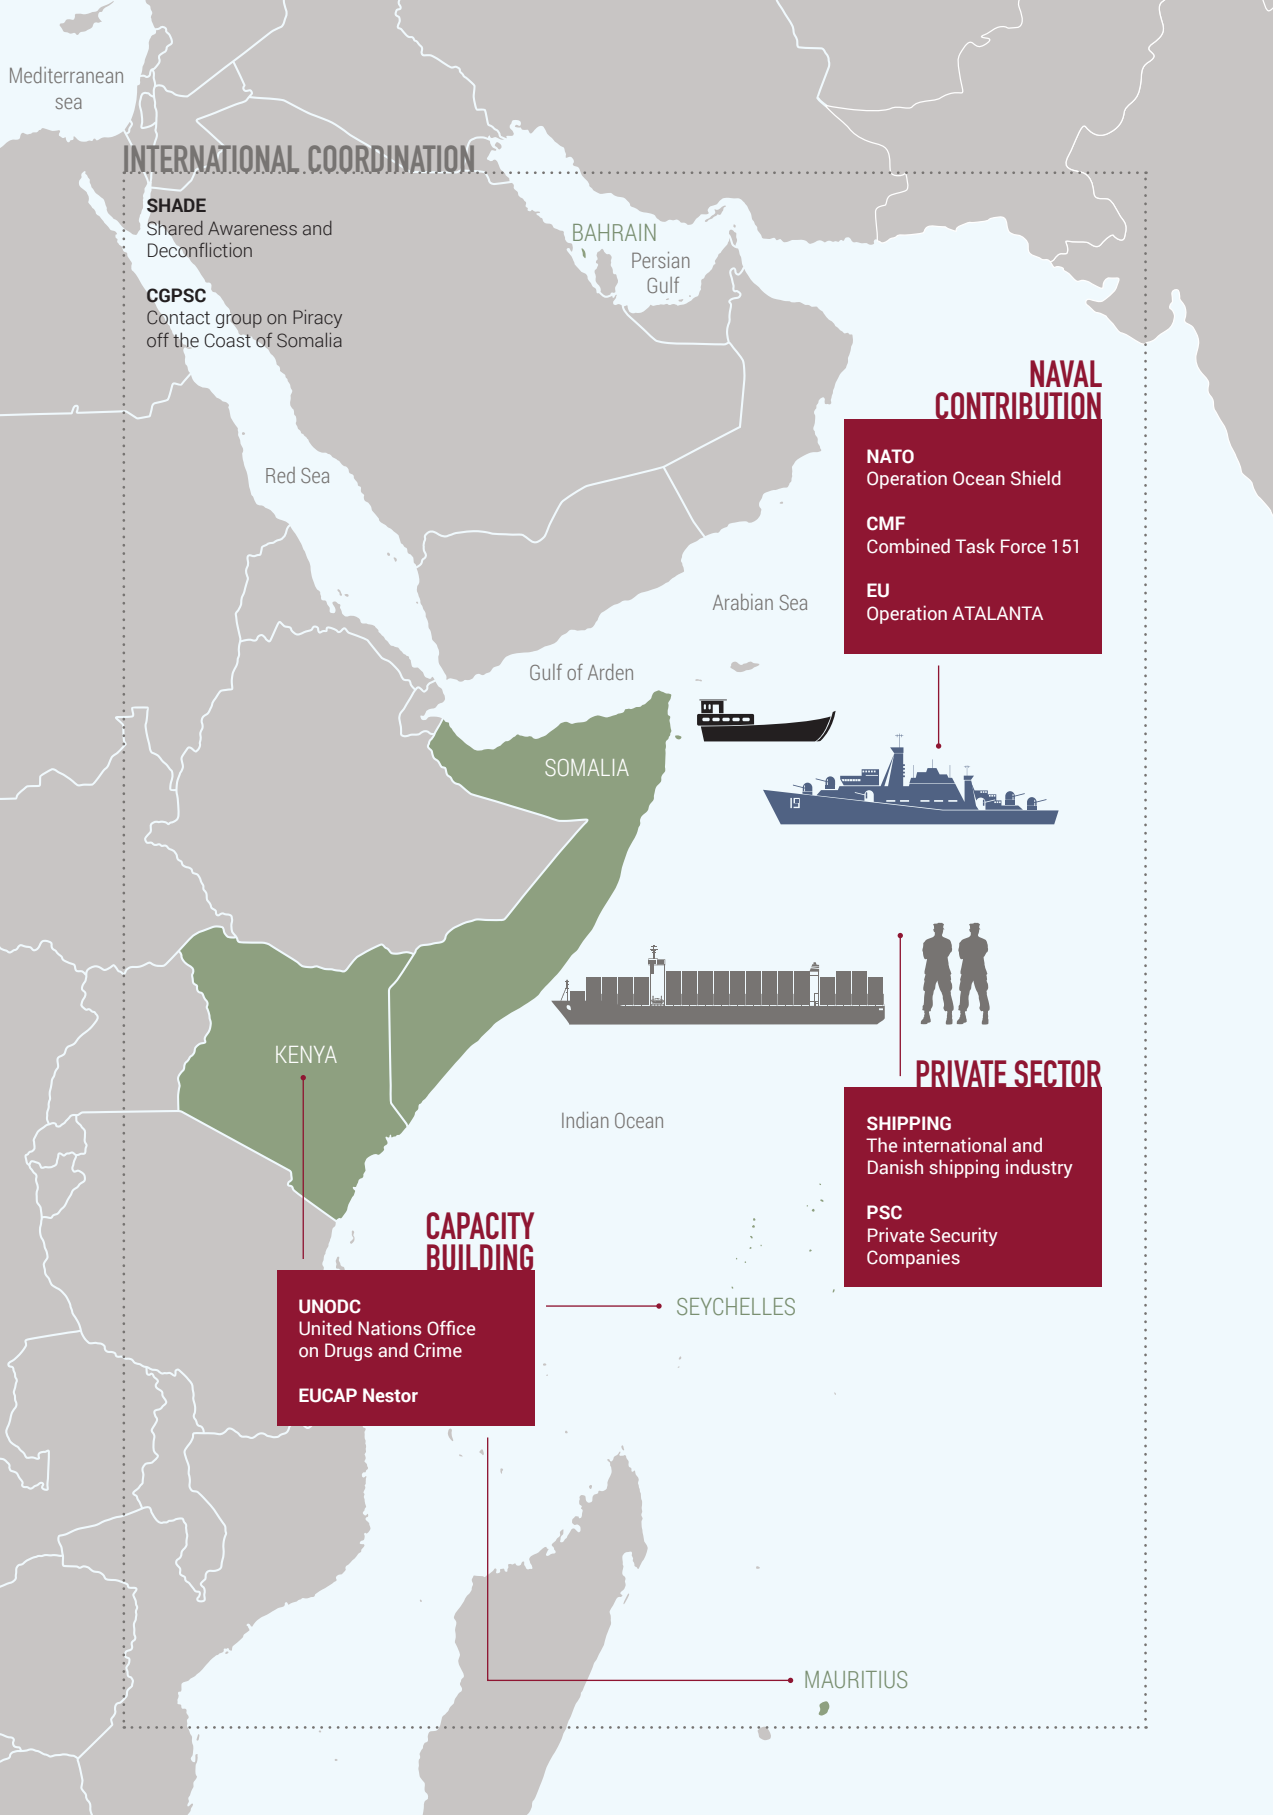 Mediterranean
sea
INTERNATIONAL COORDINATION
SHADE
Shared Awareness and
Deconfliction
CGPSC
Contact group on Piracy
off the Coast of Somalia
BAHRAIN
Persian
Gulf
NAVAL
CONTRIBUTION
NATO
Operation Ocean Shield
CMF
Combined Task Force 151
EU
Operation ATALANTA
Red Sea
Arabian Sea
Gulf of Arden
SOMALIA
15
KENYA
Indian Ocean
PRIVATE SECTOR
SHIPPING
The international and
Danish shipping industry
PSC
Private Security
Companies
CAPACITY
BUILDING
UNODC
United Nations Office
on Drugs and Crime
EUCAP Nestor
SEYCHELLES
MAURITIUS